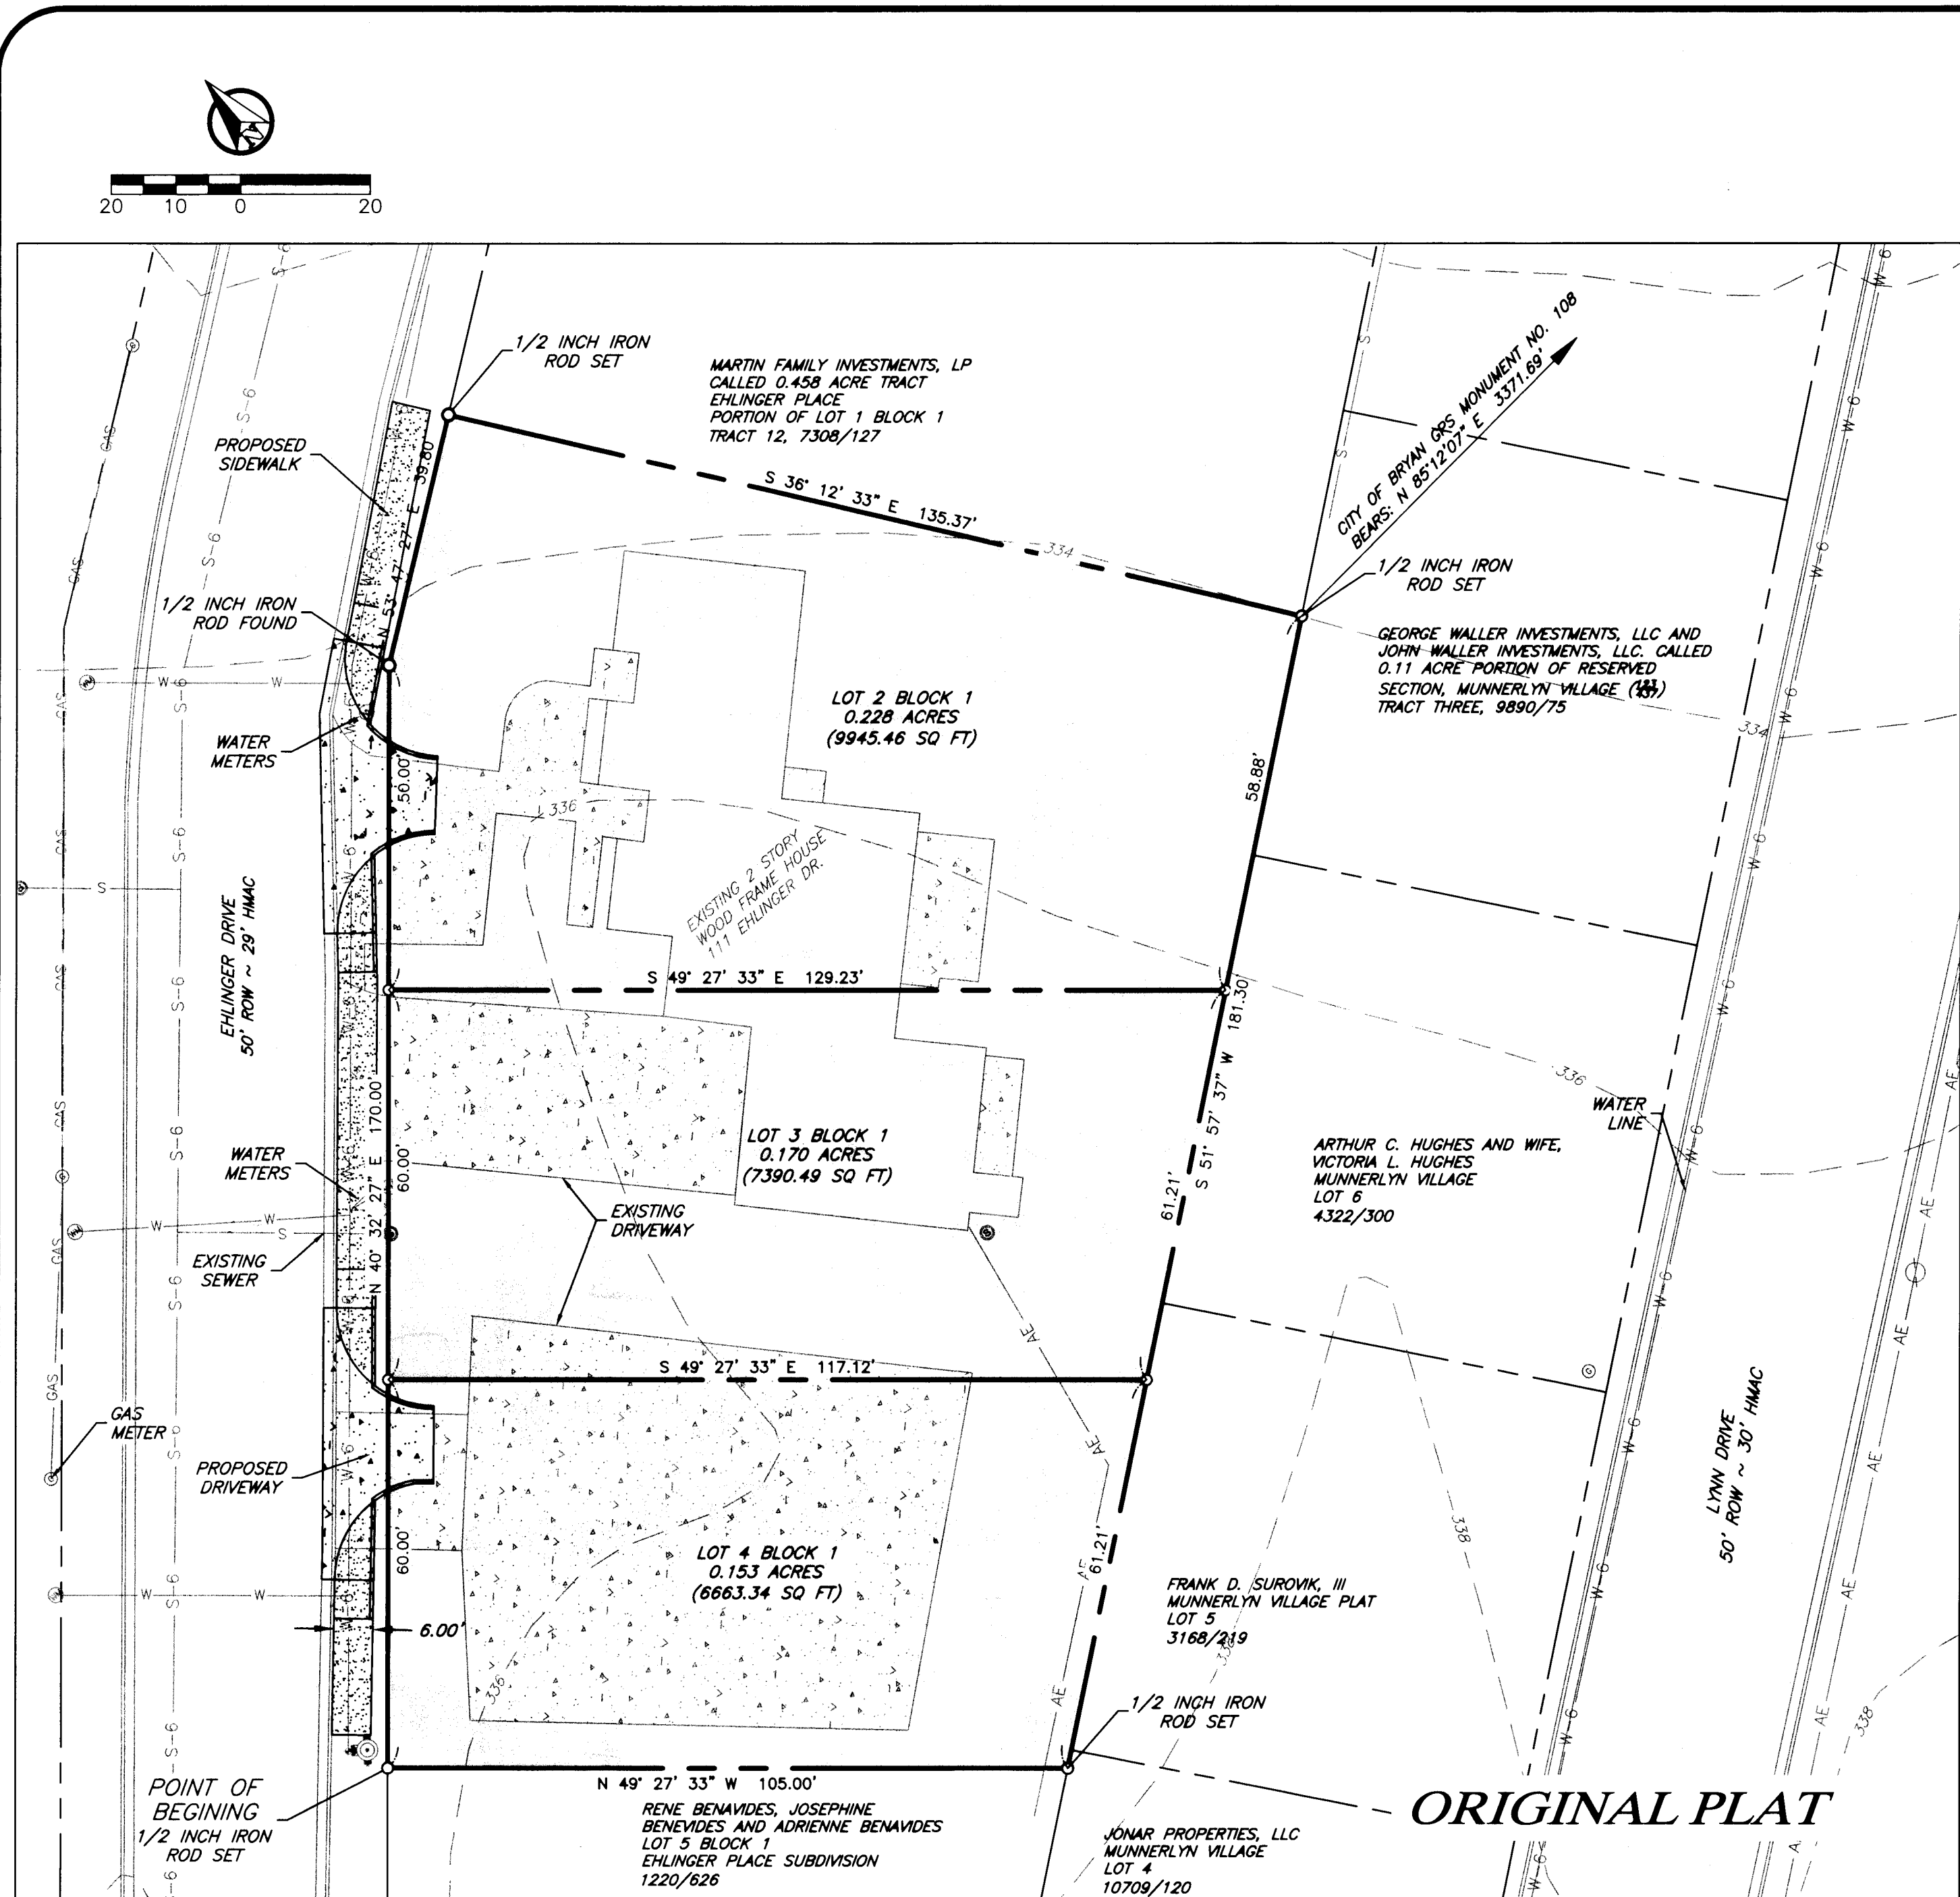 20 10 0 20
1/2 INCH IRON
ROD SET
MARTIN FAMILY INVESTMENTS, LP
CALLED 0.458 ACRE TRACT
EHLINGER PLACE
PORTION OF LOT 1 BLOCK 1
TRACT 12, 7308/127
CITY OF BRYAN GPS MONUMENT NO. 108
BEARS: N 85°12'07" E 3371.69'
PROPOSED
SIDEWALK
N 53° 47' 27" E 39.80'
S 36° 12' 33" E 135.37'
334
1/2 INCH IRON
ROD SET
1/2 INCH IRON
ROD FOUND
GEORGE WALLER INVESTMENTS, LLC AND
JOHN WALLER INVESTMENTS, LLC. CALLED
0.11 ACRE PORTION OF RESERVED
SECTION, MUNNERLYN VILLAGE
TRACT THREE, 9890/75
LOT 2 BLOCK 1
0.228 ACRES
(9945.46 SQ FT)
WATER
METERS
334
50.00'
58.88'
336
EXISTING 2 STORY
WOOD FRAME HOUSE
111 EHLINGER DR.
EHLINGER DRIVE
50' ROW ~ 29' HMAC
S 49° 27' 33" E 129.23'
S 51° 57' 37" W 181.30'
336
WATER
LINE
N 40° 32' 27" E 170.00'
60.00'
LOT 3 BLOCK 1
0.170 ACRES
(7390.49 SQ FT)
WATER
METERS
61.21'
ARTHUR C. HUGHES AND WIFE,
VICTORIA L. HUGHES
MUNNERLYN VILLAGE
LOT 6
4322/300
EXISTING
DRIVEWAY
EXISTING
SEWER
S 49° 27' 33" E 117.12'
GAS
METER
PROPOSED
DRIVEWAY
LYNN DRIVE
50' ROW ~ 30' HMAC
338
60.00'
LOT 4 BLOCK 1
0.153 ACRES
(6663.34 SQ FT)
61.21'
FRANK D. SUROVIK, III
MUNNERLYN VILLAGE PLAT
LOT 5
3168/219
6.00'
338
336
338
1/2 INCH IRON
ROD SET
POINT OF
BEGINING
1/2 INCH IRON
ROD SET
N 49° 27' 33" W 105.00'
RENE BENAVIDES, JOSEPHINE
BENEVIDES AND ADRIENNE BENAVIDES
LOT 5 BLOCK 1
EHLINGER PLACE SUBDIVISION
1220/626
JONAR PROPERTIES, LLC
MUNNERLYN VILLAGE
LOT 4
10709/120
ORIGINAL PLAT